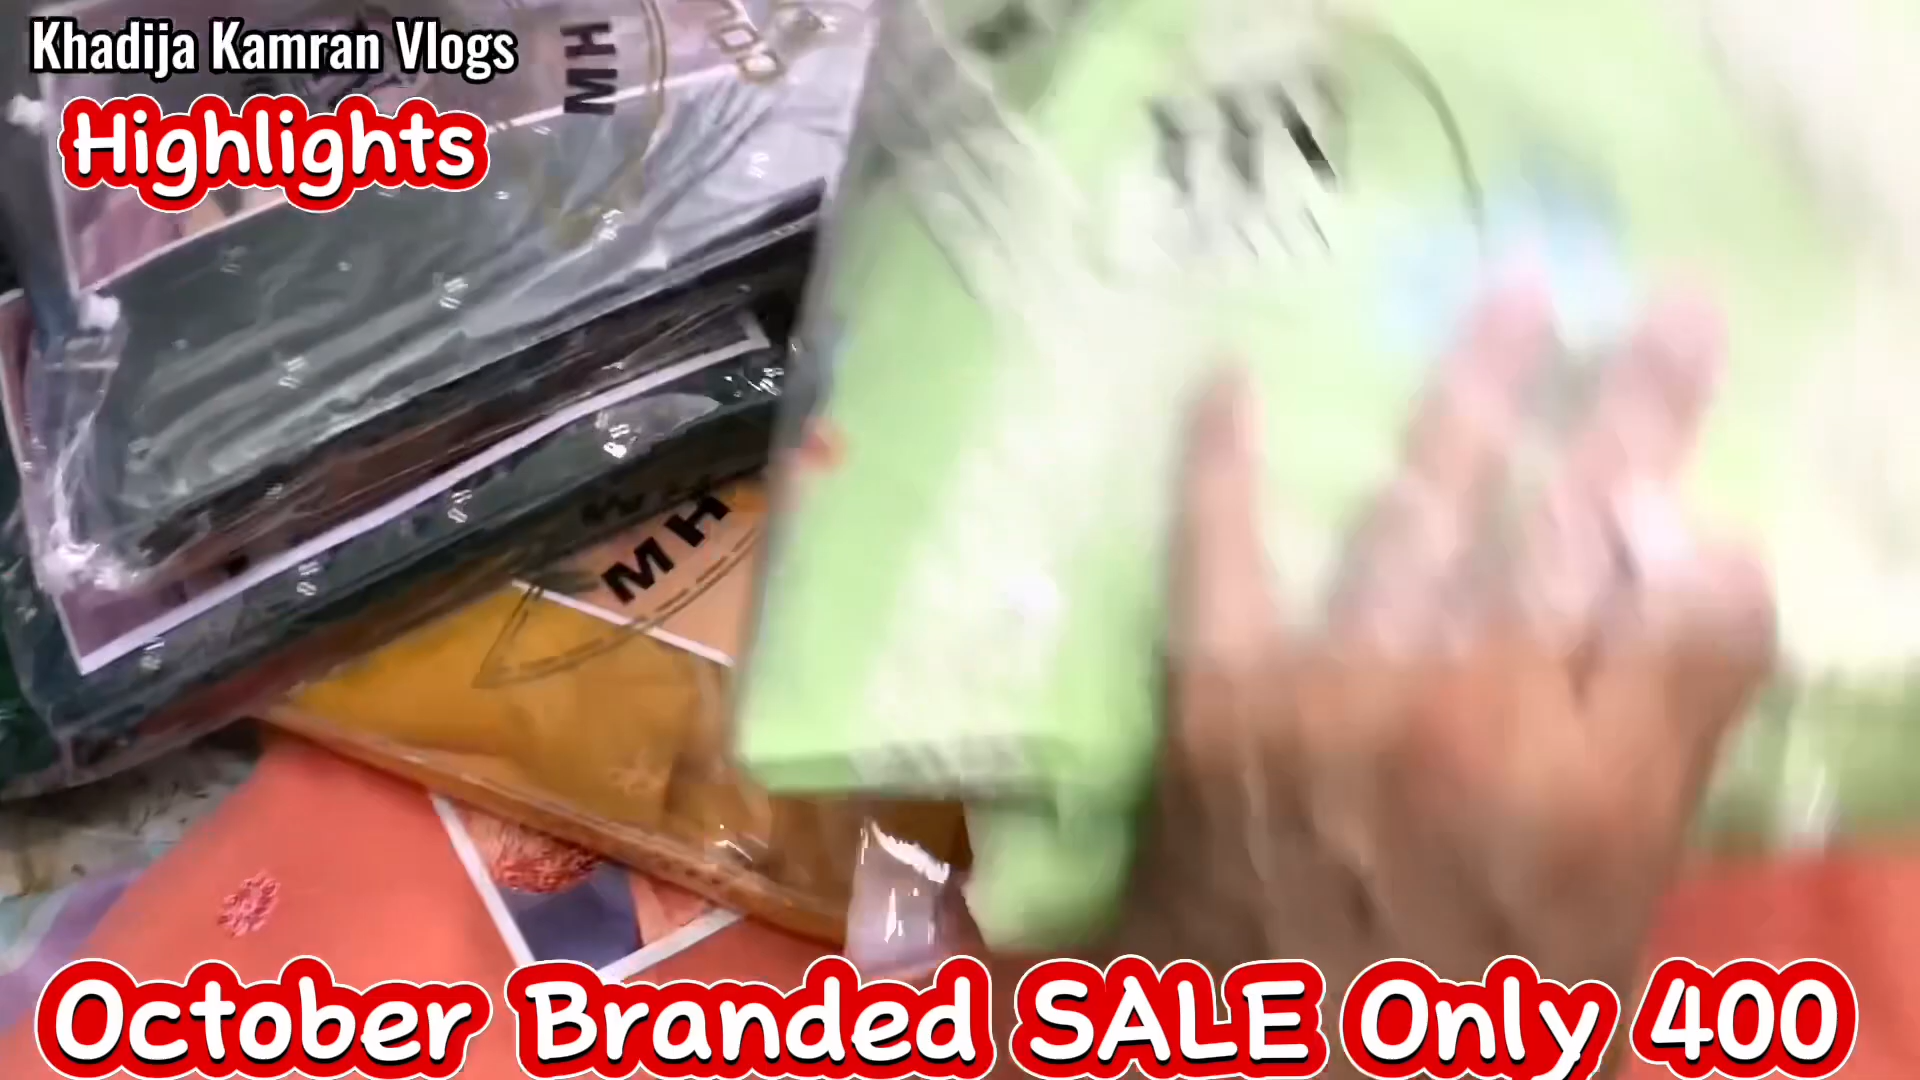 Khadija Kamran Vlogs
Highlights
MH
MH
October Branded SALE Only 400